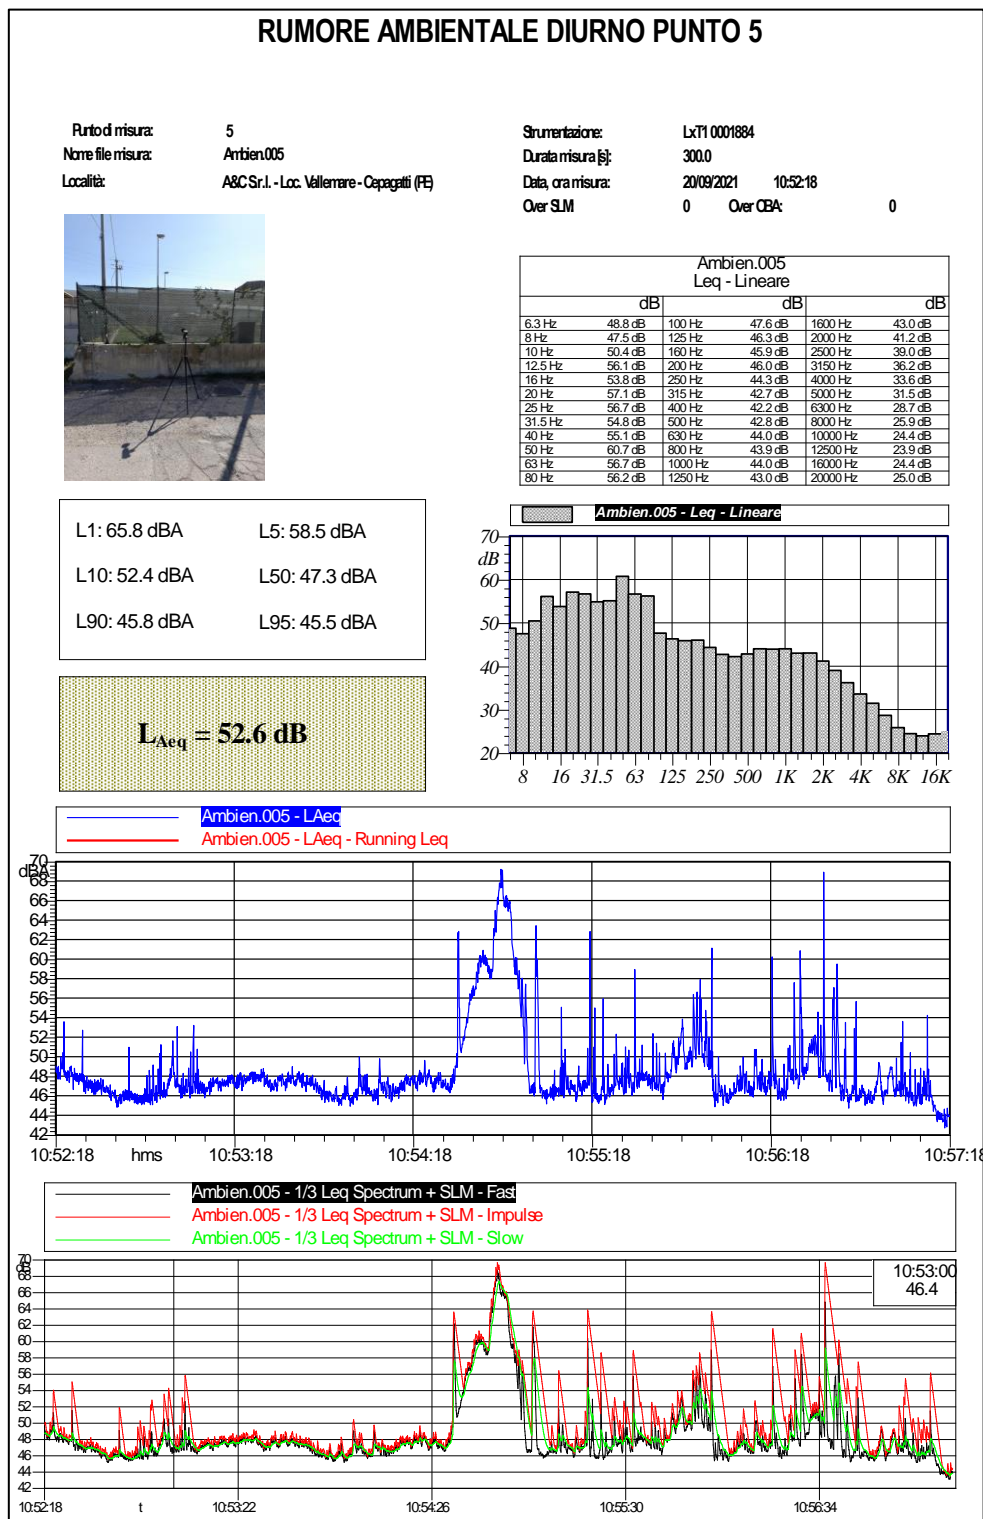 RUMORE AMBIENTALE DIURNO PUNTO 5
Punto di misura: 5
Nome file misura: Ambien.005
Località: A&C S.r.l. - Loc. Vallemare - Cepagatti (PE)
Strumentazione: LxT1 0001884
Durata misura [s]: 300.0
Data, ora misura: 20/09/2021 10:52:18
Over SLM 0 Over OBA: 0
Ambien.005
Leq - Lineare
dB dB dB
6.3 Hz 48.8 dB 100 Hz 47.6 dB 1600 Hz 43.0 dB
8 Hz 47.5 dB 125 Hz 46.3 dB 2000 Hz 41.2 dB
10 Hz 50.4 dB 160 Hz 45.9 dB 2500 Hz 39.0 dB
12.5 Hz 56.1 dB 200 Hz 46.0 dB 3150 Hz 36.2 dB
16 Hz 53.8 dB 250 Hz 44.3 dB 4000 Hz 33.6 dB
20 Hz 57.1 dB 315 Hz 42.7 dB 5000 Hz 31.5 dB
25 Hz 56.7 dB 400 Hz 42.2 dB 6300 Hz 28.7 dB
31.5 Hz 54.8 dB 500 Hz 42.8 dB 8000 Hz 25.9 dB
40 Hz 55.1 dB 630 Hz 44.0 dB 10000 Hz 24.4 dB
50 Hz 60.7 dB 800 Hz 43.9 dB 12500 Hz 23.9 dB
63 Hz 56.7 dB 1000 Hz 44.0 dB 16000 Hz 24.4 dB
80 Hz 56.2 dB 1250 Hz 43.0 dB 20000 Hz 25.0 dB
L1: 65.8 dBA L5: 58.5 dBA
L10: 52.4 dBA L50: 47.3 dBA
L90: 45.8 dBA L95: 45.5 dBA
LAeq = 52.6 dB
Ambien.005 - Leq - Lineare
70
dB
60
50
40
30
20
8 16 31.5 63 125 250 500 1K 2K 4K 8K 16K
Ambien.005 - LAeq
Ambien.005 - LAeq - Running Leq
70
dBA
68
66
64
62
60
58
56
54
52
50
48
46
44
42
10:52:18 hms 10:53:18 10:54:18 10:55:18 10:56:18 10:57:18
Ambien.005 - 1/3 Leq Spectrum + SLM - Fast
Ambien.005 - 1/3 Leq Spectrum + SLM - Impulse
Ambien.005 - 1/3 Leq Spectrum + SLM - Slow
70
dB
68
66
64
62
60
58
56
54
52
50
48
46
44
42
10:53:00
46.4
10:52:18 t 10:53:22 10:54:26 10:55:30 10:56:34